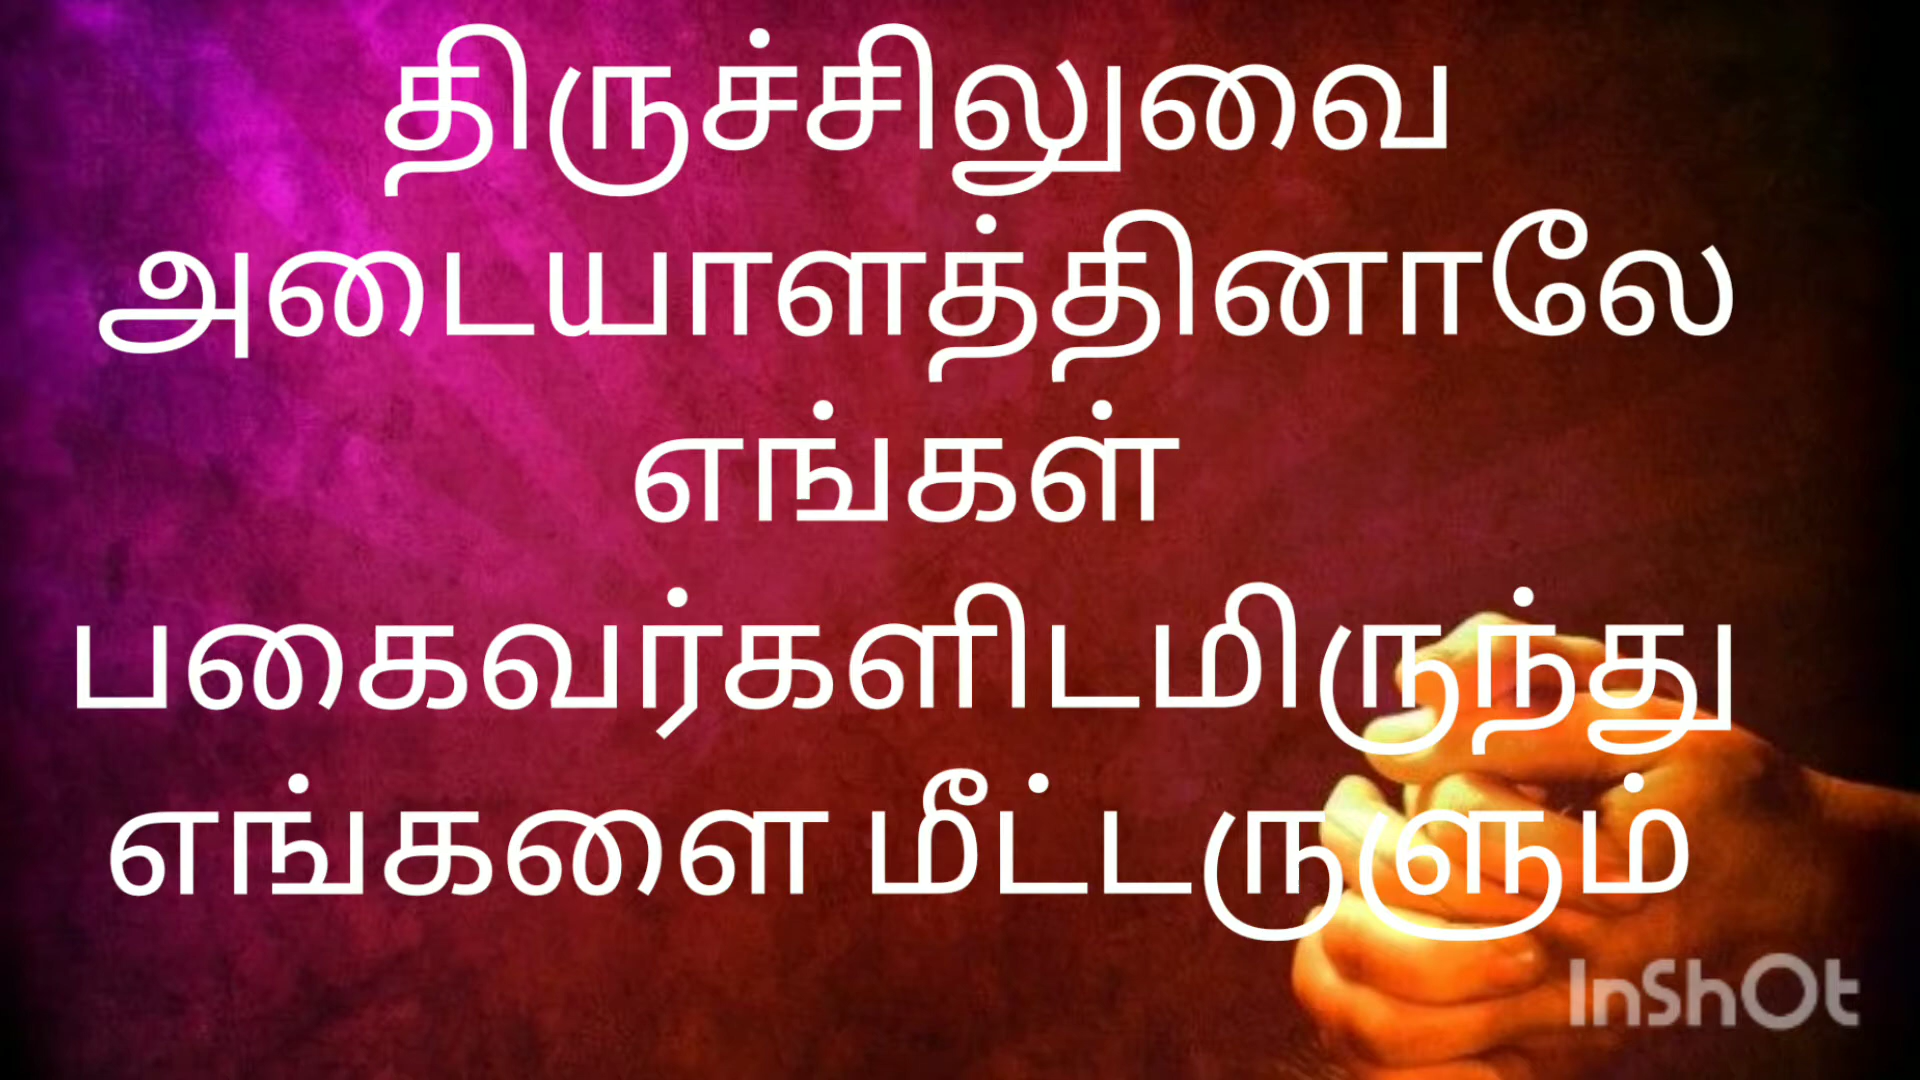 திருச்சிலுவை
அடையாளத்தினாலே
எங்கள்
பகைவர்களிடமிருந்து
எங்களை மீட்டருளும்
InShOt